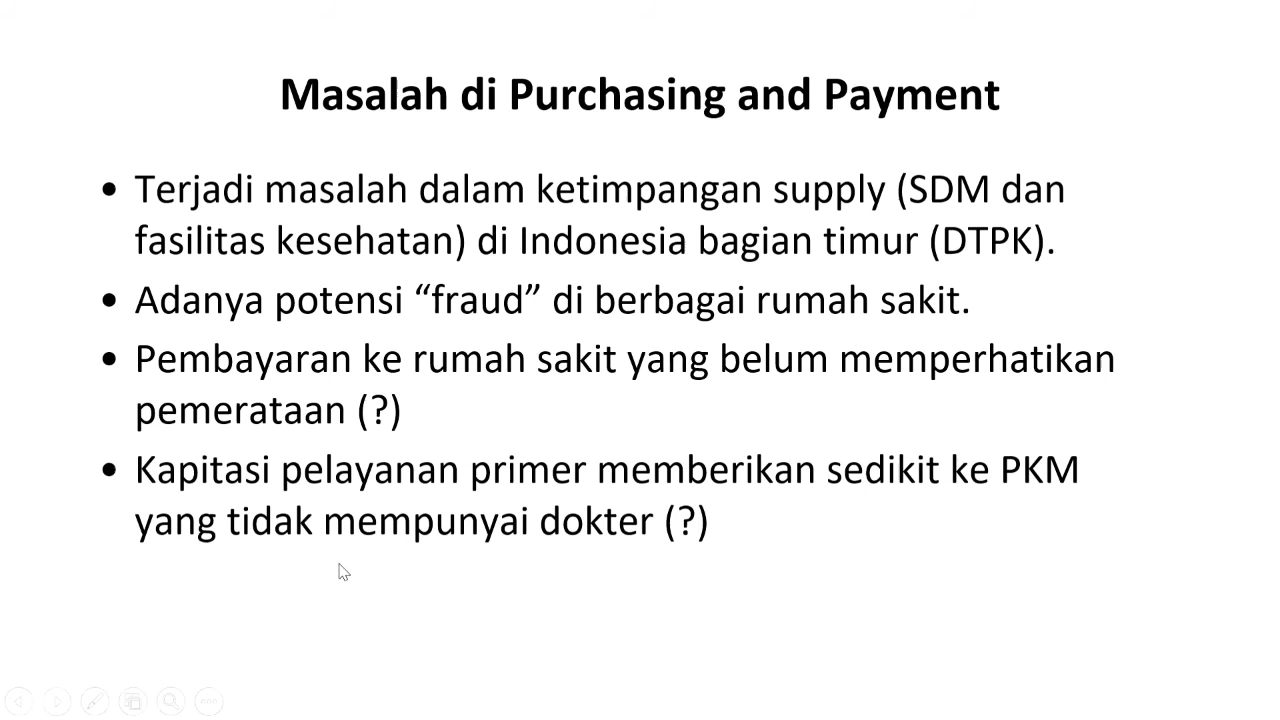 Masalah di Purchasing and Payment
• Terjadi masalah dalam ketimpangan supply (SDM dan
fasilitas kesehatan) di Indonesia bagian timur (DTPK).
• Adanya potensi “fraud” di berbagai rumah sakit.
• Pembayaran ke rumah sakit yang belum memperhatikan
pemerataan (?)
• Kapitasi pelayanan primer memberikan sedikit ke PKM
yang tidak mempunyai dokter (?)